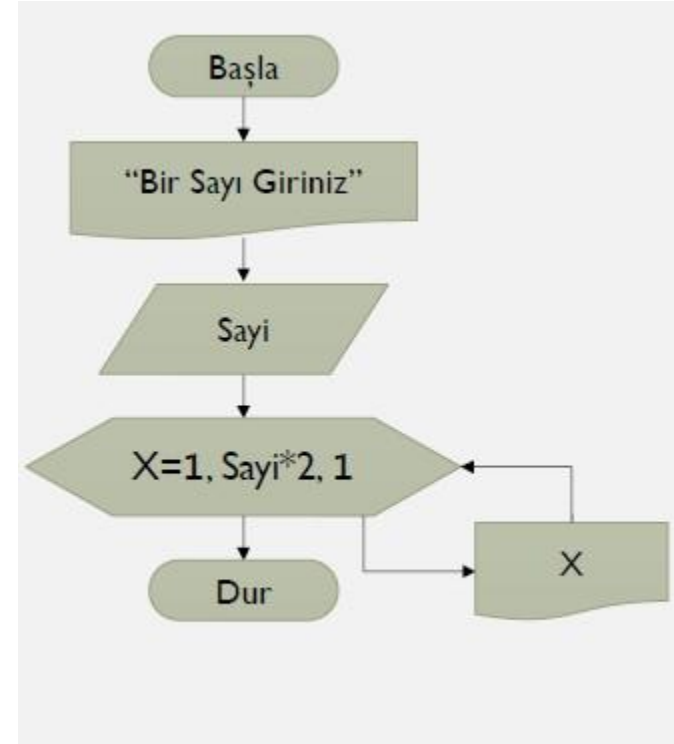 Başla
“Bir Sayı Giriniz”
Sayi
X=1, Sayi*2, 1
X
Dur